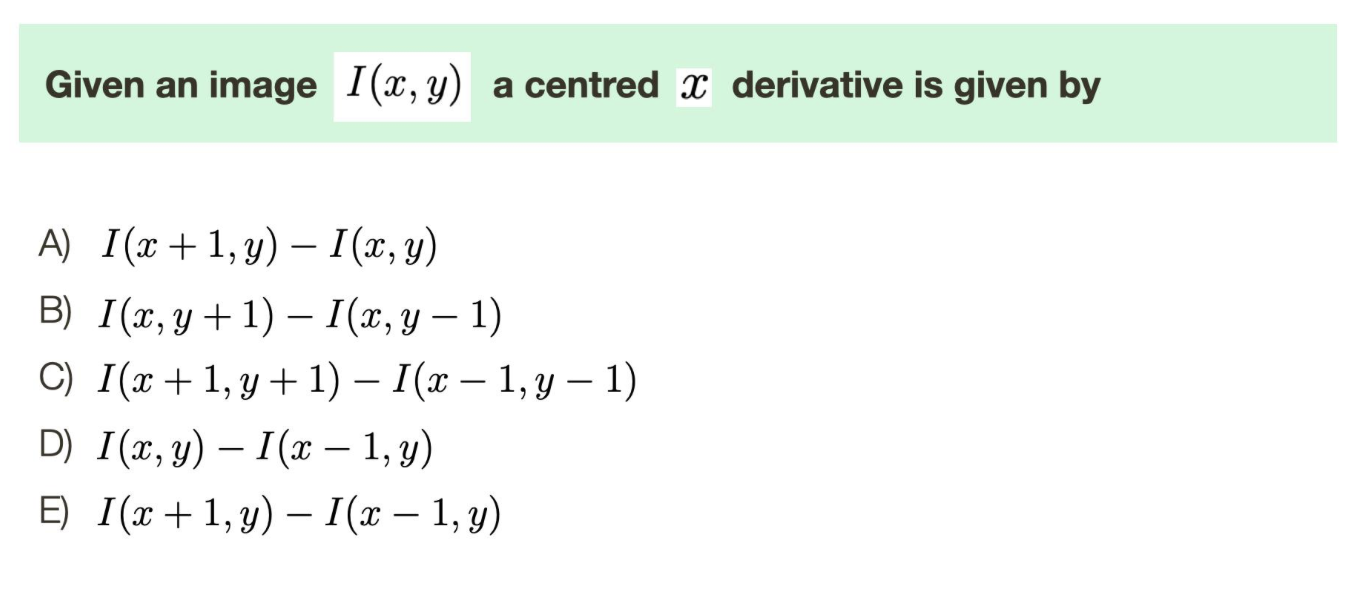 Given an image I(x, y) a centred x derivative is given by
A) I(x + 1, y) − I(x, y)
B) I(x, y + 1) − I(x, y − 1)
C) I(x + 1, y + 1) − I(x − 1, y − 1)
D) I(x, y) − I(x − 1, y)
E) I(x + 1, y) − I(x − 1, y)